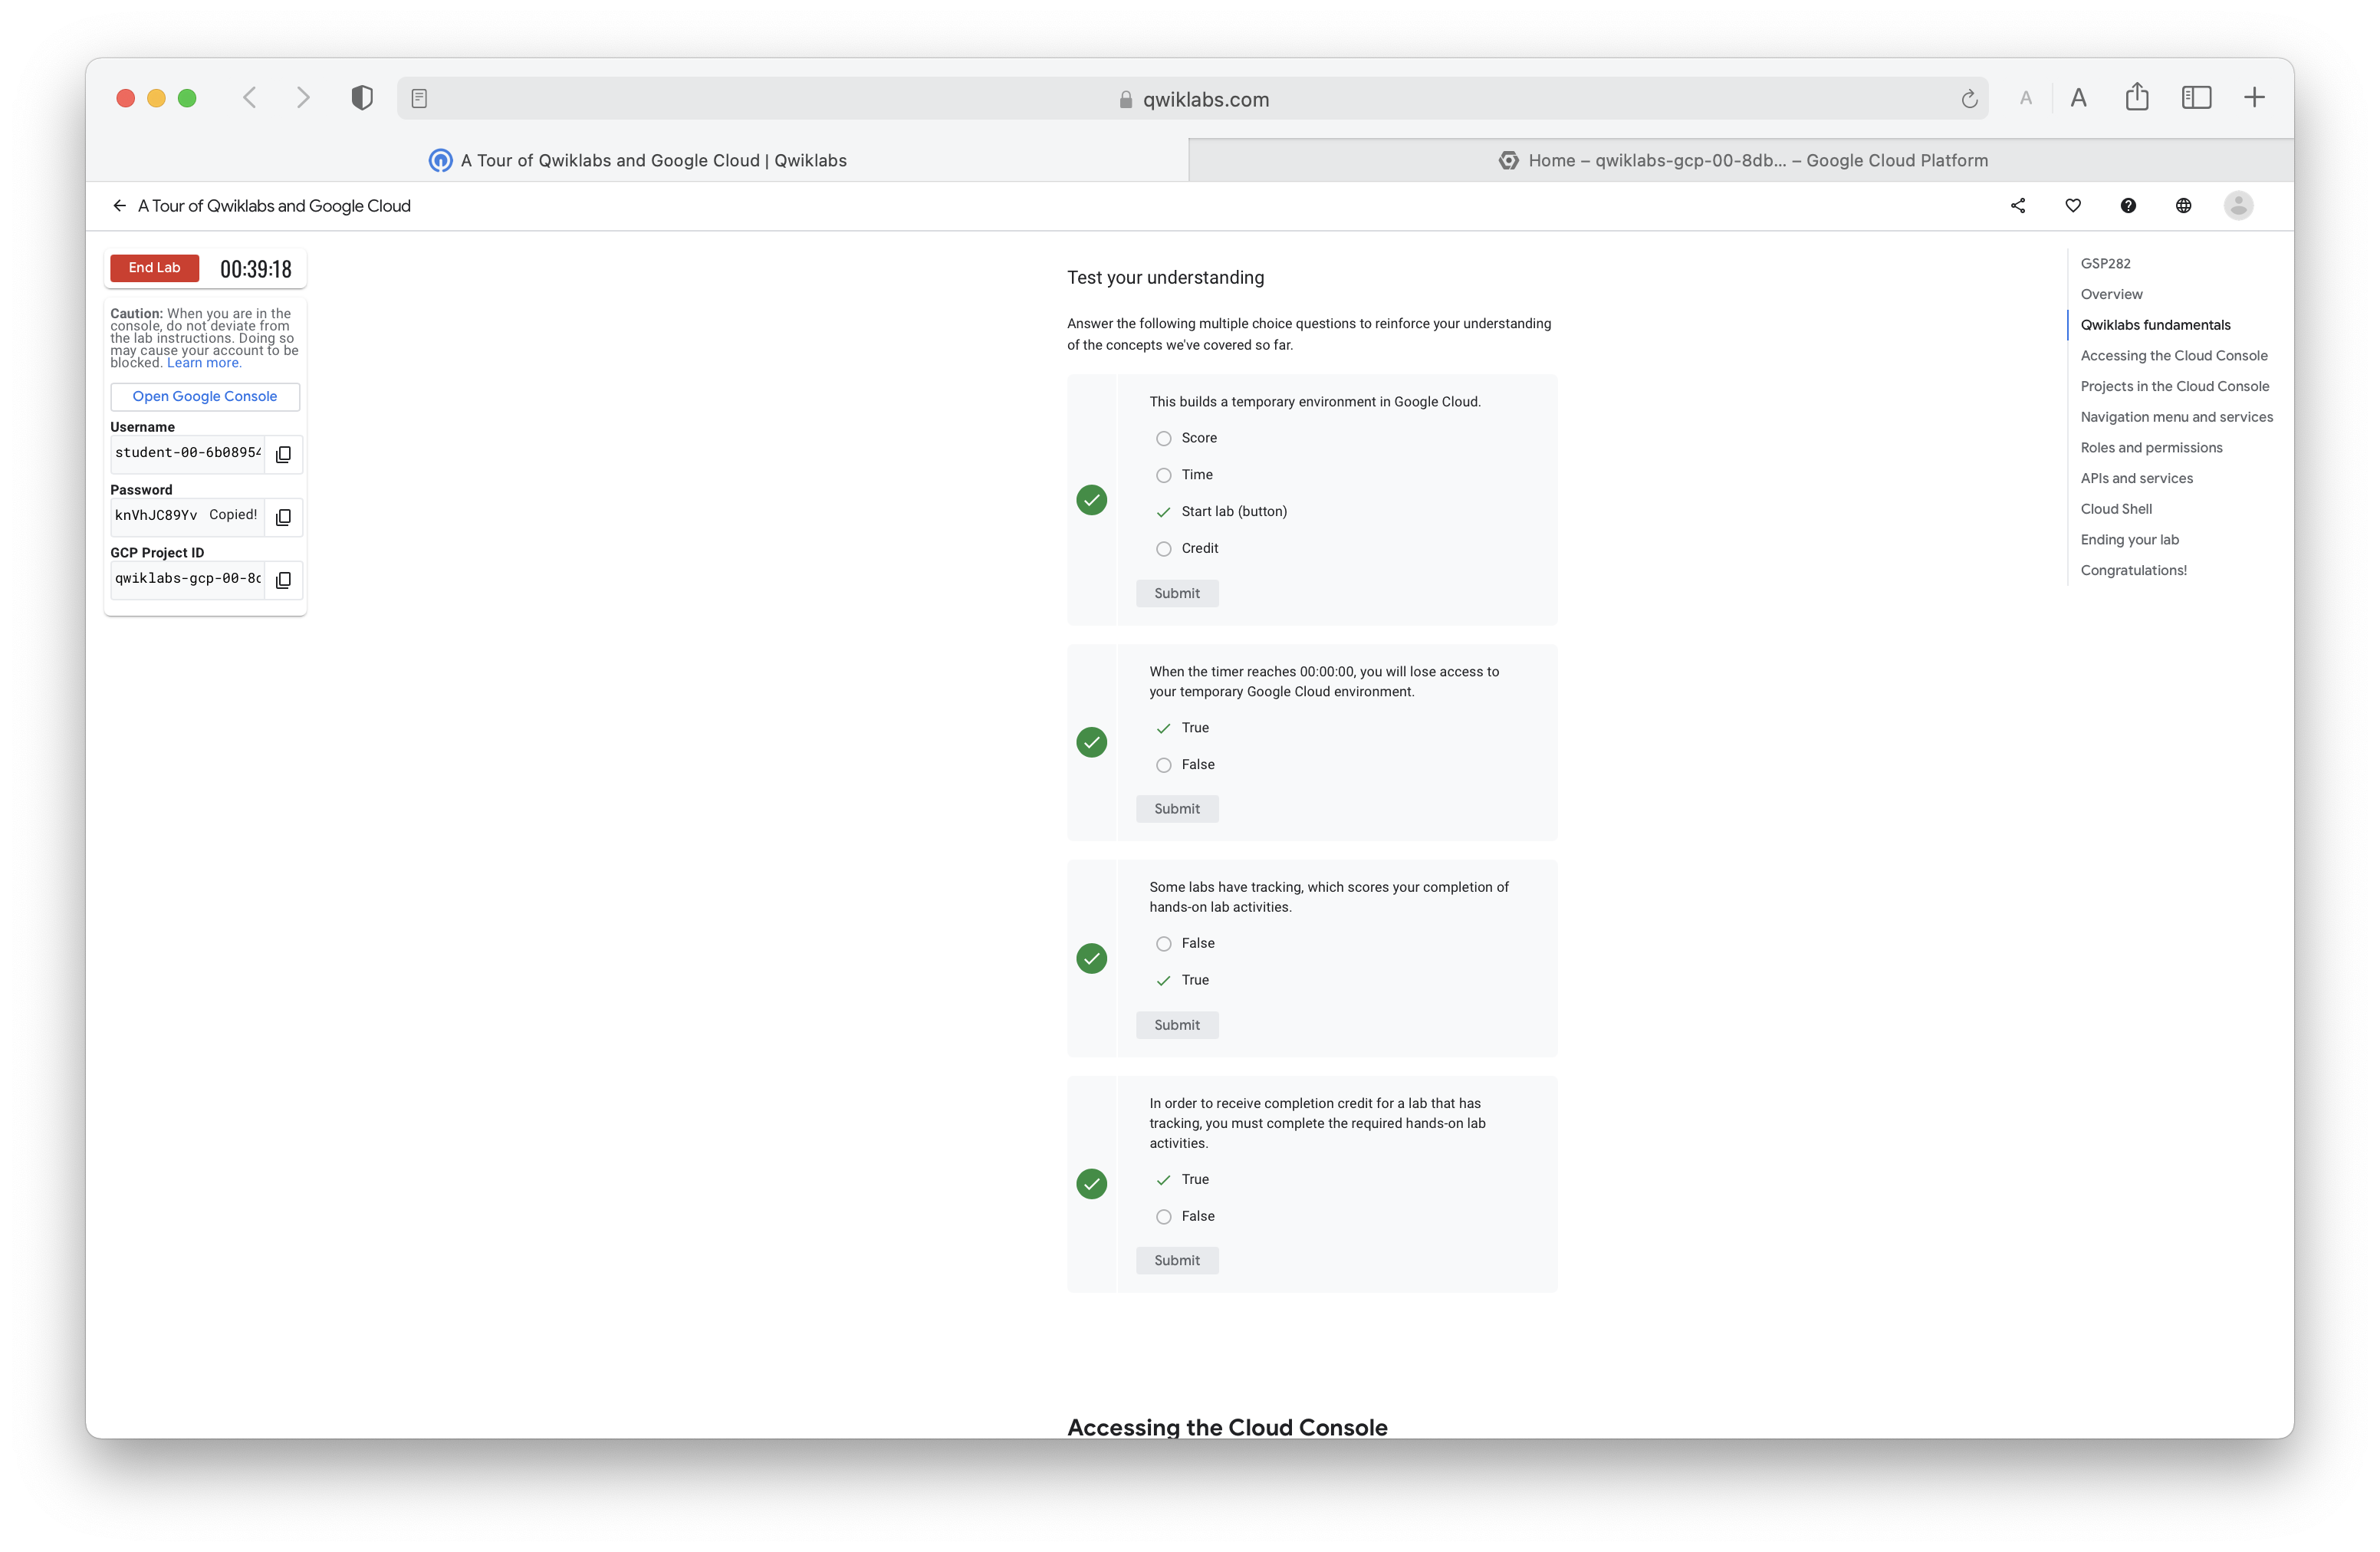 qwiklabs.com
A
A
A Tour of Qwiklabs and Google Cloud | Qwiklabs
Home – qwiklabs-gcp-00-8db... – Google Cloud Platform
A Tour of Qwiklabs and Google Cloud
End Lab
00:39:18
Caution: When you are in the
console, do not deviate from
the lab instructions. Doing so
may cause your account to be
blocked. Learn more.
Open Google Console
Username
student-00-6b08954
Password
knVhJC89Yv Copied!
GCP Project ID
qwiklabs-gcp-00-8d
Test your understanding
Answer the following multiple choice questions to reinforce your understanding
of the concepts we've covered so far.
This builds a temporary environment in Google Cloud.
Score
Time
Start lab (button)
Credit
Submit
When the timer reaches 00:00:00, you will lose access to
your temporary Google Cloud environment.
True
False
Submit
Some labs have tracking, which scores your completion of
hands-on lab activities.
False
True
Submit
In order to receive completion credit for a lab that has
tracking, you must complete the required hands-on lab
activities.
True
False
Submit
Accessing the Cloud Console
GSP282
Overview
Qwiklabs fundamentals
Accessing the Cloud Console
Projects in the Cloud Console
Navigation menu and services
Roles and permissions
APIs and services
Cloud Shell
Ending your lab
Congratulations!